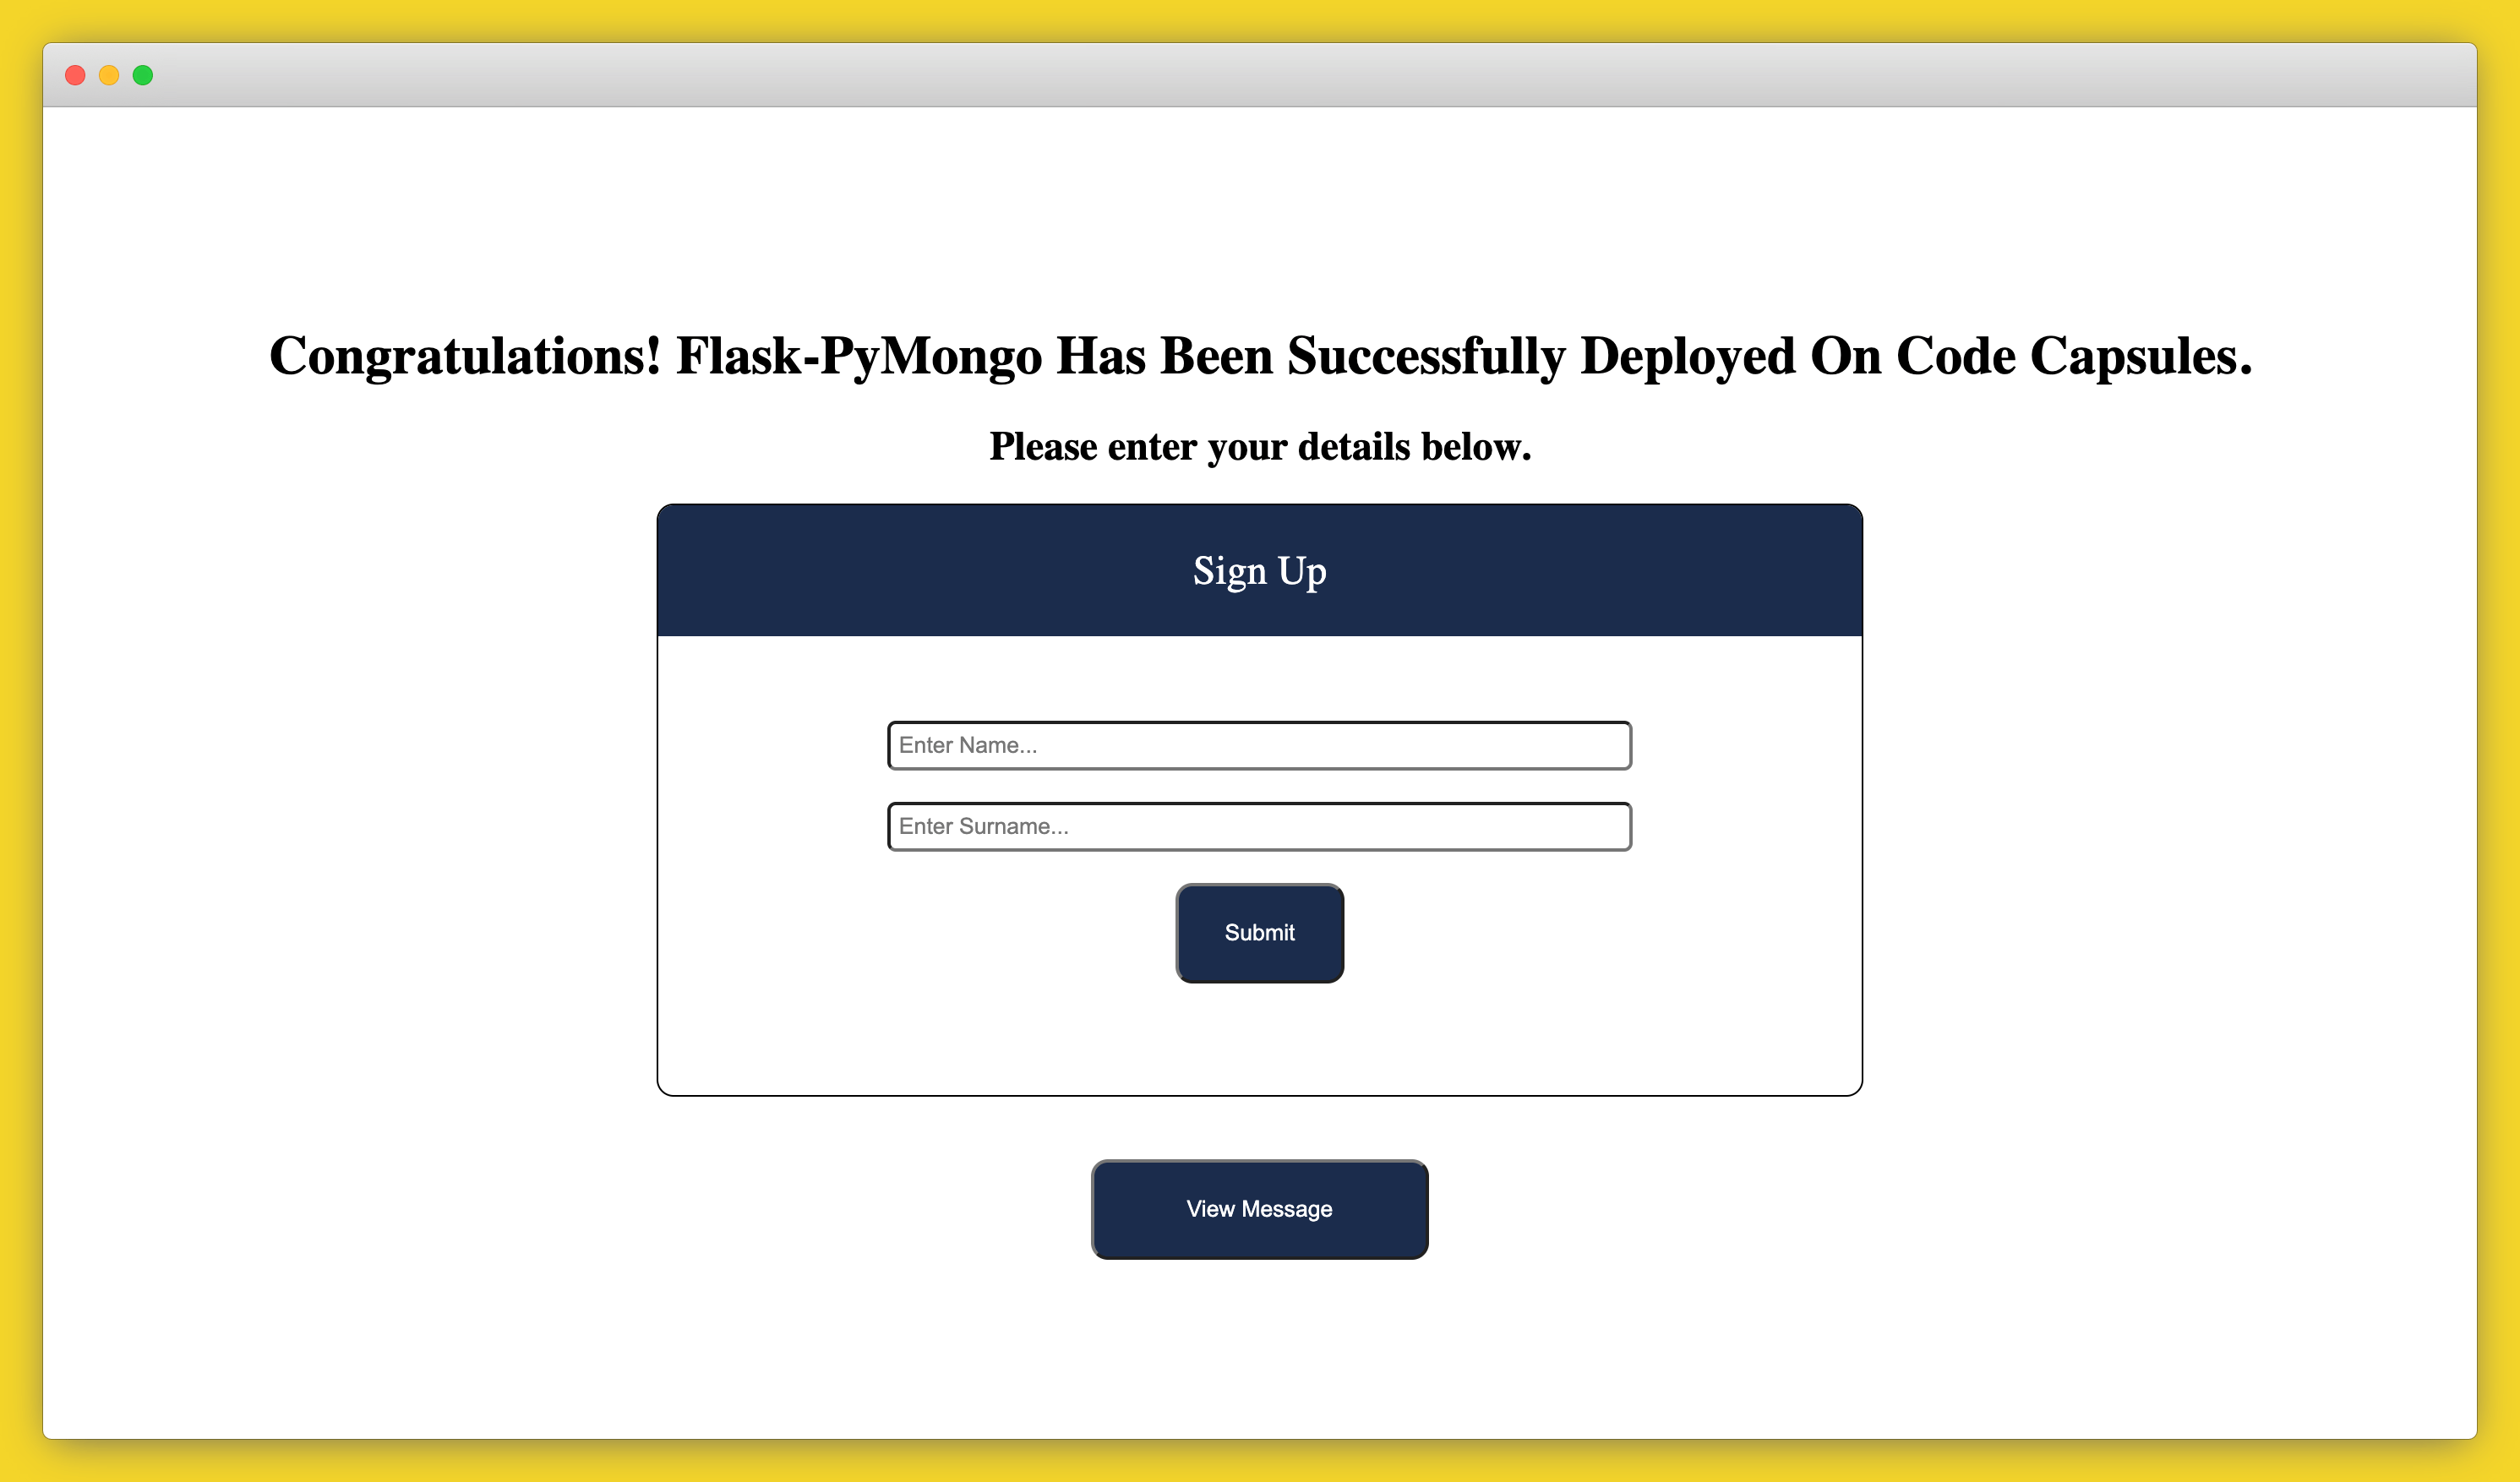 Congratulations! Flask-PyMongo Has Been Successfully Deployed On Code Capsules.
Please enter your details below.
Sign Up
Enter Name...
Enter Surname...
Submit
View Message